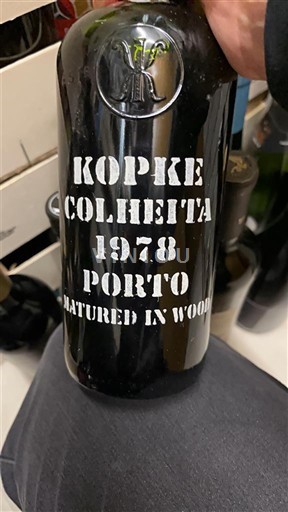 KOPKE
COLHEITA
1978
PORTO
MATURED IN WOOD